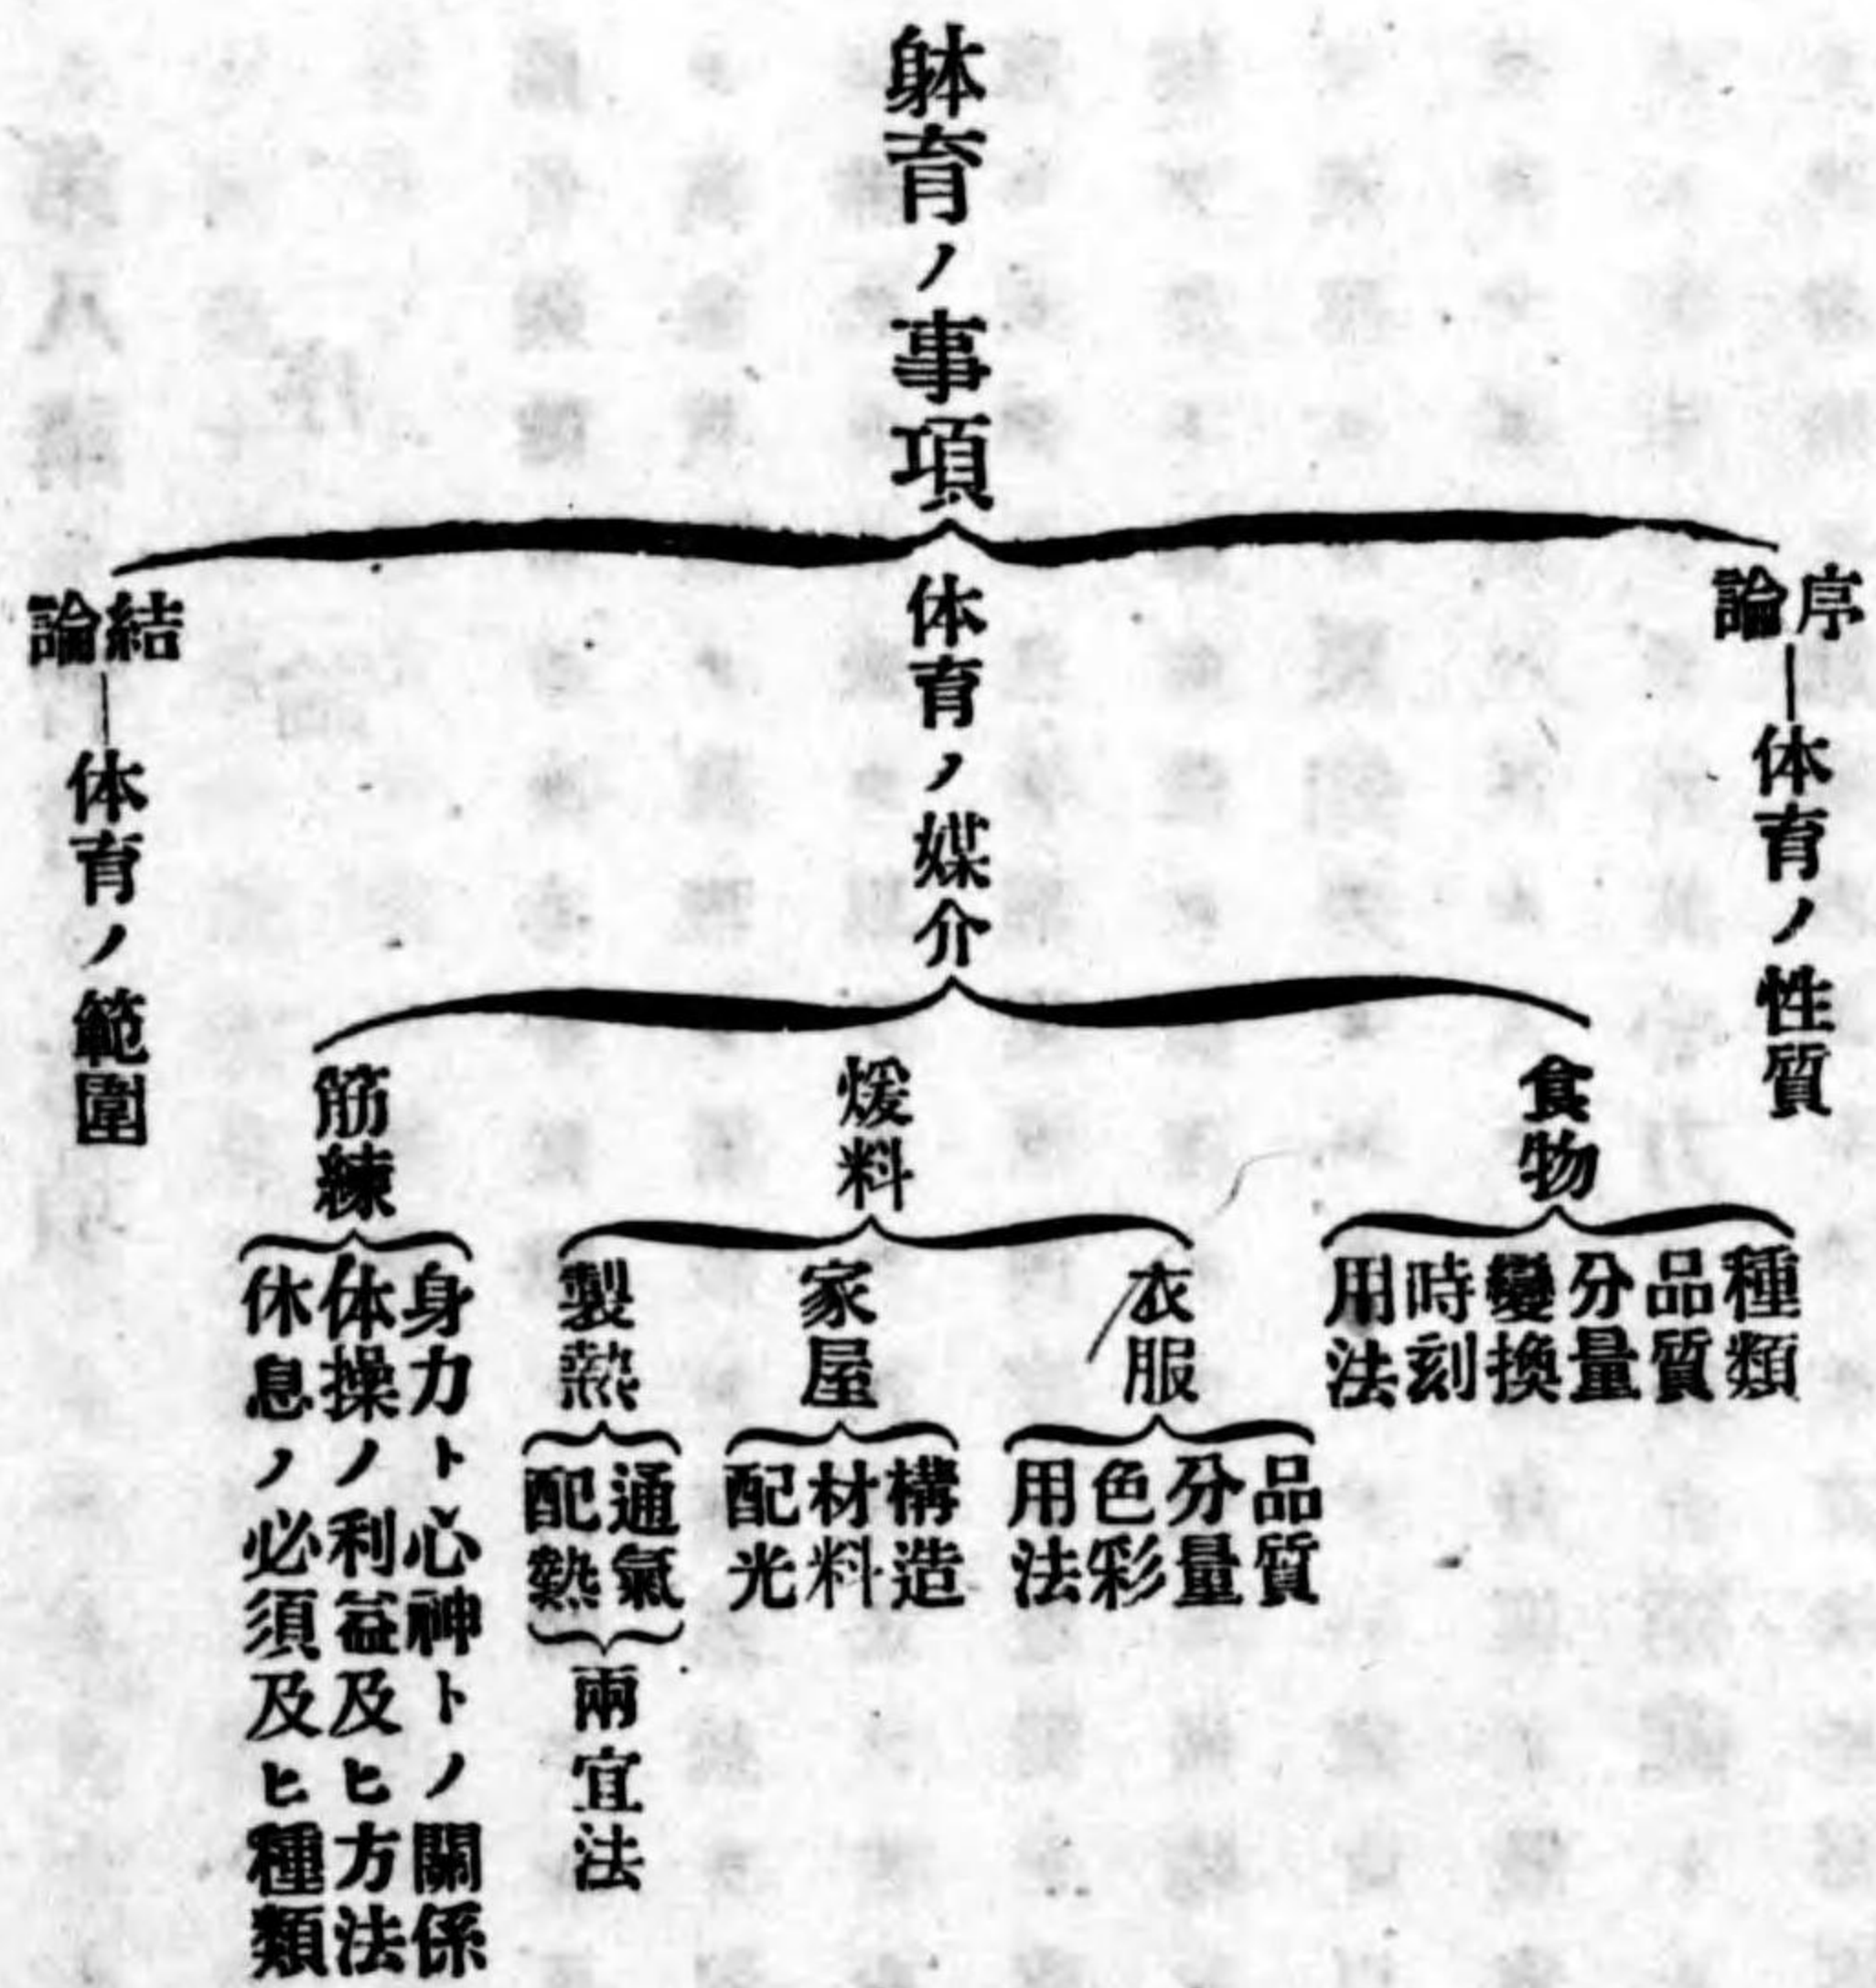 躰育ノ事項
序論
体育ノ性質
体育ノ媒介
食物
種類
品質
分量
變換
時刻
用法
煖料
衣服
品質
分量
色彩
用法
家屋
構造
材料
配光
製熱
通氣
配熱
兩宜法
筋練
身力ト心神トノ關係
体操ノ利益及ヒ方法
休息ノ必須及ヒ種類
結論
体育ノ範圍